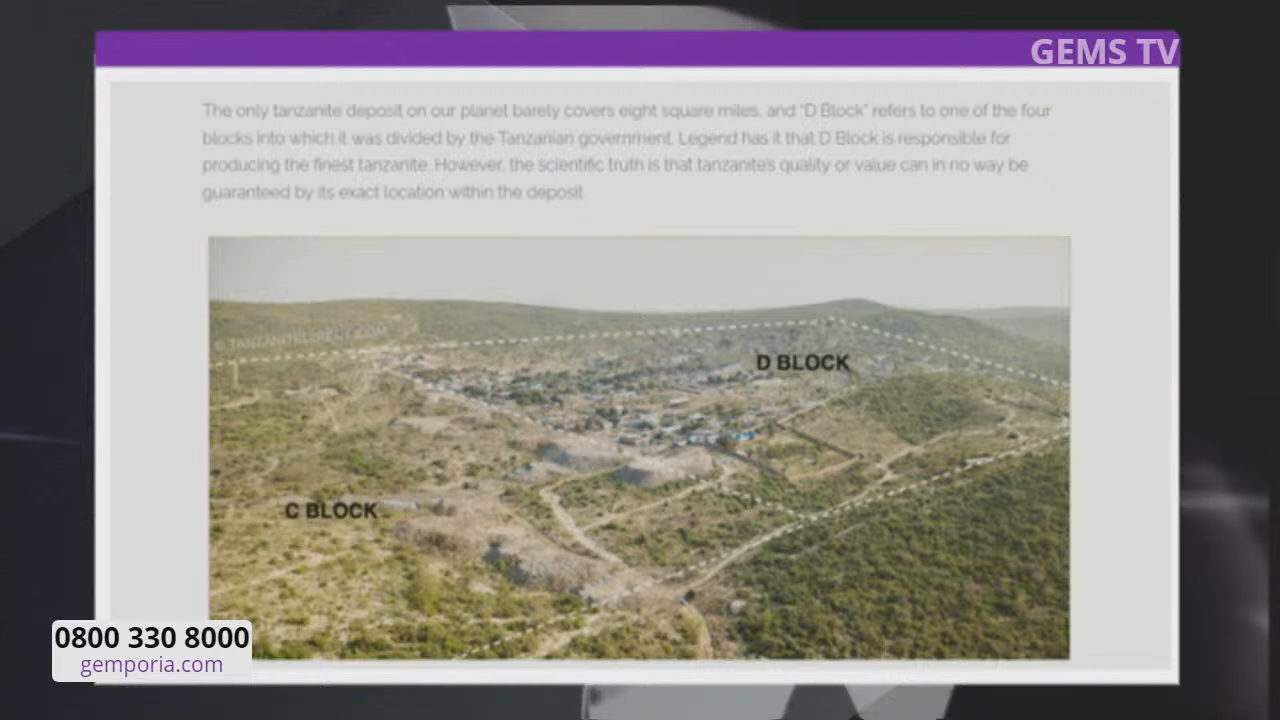 GEMS TV
The only tanzanite deposit on our planet barely covers eight square miles, and "D Block" refers to one of the four
blocks into which it was divided by the Tanzanian government. Legend has it that D Block is responsible for
producing the finest tanzanite. However, the scientific truth is that tanzanite's quality or value can in no way be
guaranteed by its exact location within the deposit
D BLOCK
C BLOCK
0800 330 8000
gemporia.com